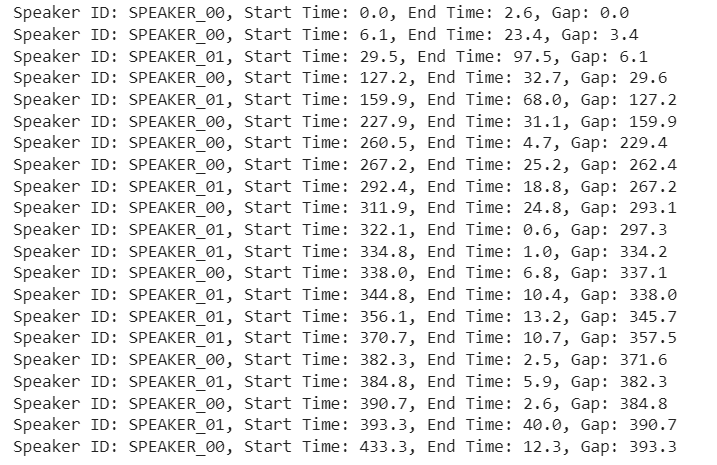 Speaker ID: SPEAKER_00, Start Time: 0.0, End Time: 2.6, Gap: 0.0
Speaker ID: SPEAKER_00, Start Time: 6.1, End Time: 23.4, Gap: 3.4
Speaker ID: SPEAKER_01, Start Time: 29.5, End Time: 97.5, Gap: 6.1
Speaker ID: SPEAKER_00, Start Time: 127.2, End Time: 32.7, Gap: 29.6
Speaker ID: SPEAKER_01, Start Time: 159.9, End Time: 68.0, Gap: 127.2
Speaker ID: SPEAKER_00, Start Time: 227.9, End Time: 31.1, Gap: 159.9
Speaker ID: SPEAKER_00, Start Time: 260.5, End Time: 4.7, Gap: 229.4
Speaker ID: SPEAKER_00, Start Time: 267.2, End Time: 25.2, Gap: 262.4
Speaker ID: SPEAKER_01, Start Time: 292.4, End Time: 18.8, Gap: 267.2
Speaker ID: SPEAKER_00, Start Time: 311.9, End Time: 24.8, Gap: 293.1
Speaker ID: SPEAKER_01, Start Time: 322.1, End Time: 0.6, Gap: 297.3
Speaker ID: SPEAKER_01, Start Time: 334.8, End Time: 1.0, Gap: 334.2
Speaker ID: SPEAKER_00, Start Time: 338.0, End Time: 6.8, Gap: 337.1
Speaker ID: SPEAKER_01, Start Time: 344.8, End Time: 10.4, Gap: 338.0
Speaker ID: SPEAKER_01, Start Time: 356.1, End Time: 13.2, Gap: 345.7
Speaker ID: SPEAKER_01, Start Time: 370.7, End Time: 10.7, Gap: 357.5
Speaker ID: SPEAKER_00, Start Time: 382.3, End Time: 2.5, Gap: 371.6
Speaker ID: SPEAKER_01, Start Time: 384.8, End Time: 5.9, Gap: 382.3
Speaker ID: SPEAKER_00, Start Time: 390.7, End Time: 2.6, Gap: 384.8
Speaker ID: SPEAKER_01, Start Time: 393.3, End Time: 40.0, Gap: 390.7
Speaker ID: SPEAKER_00, Start Time: 433.3, End Time: 12.3, Gap: 393.3